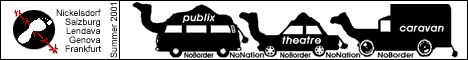 Nickelsdorf
Salzburg
Lendava
Genova
Frankfurt
Summer 2001
publix
theatre
caravan
NoBorder NoNation NoBorder NoNation NoBorder